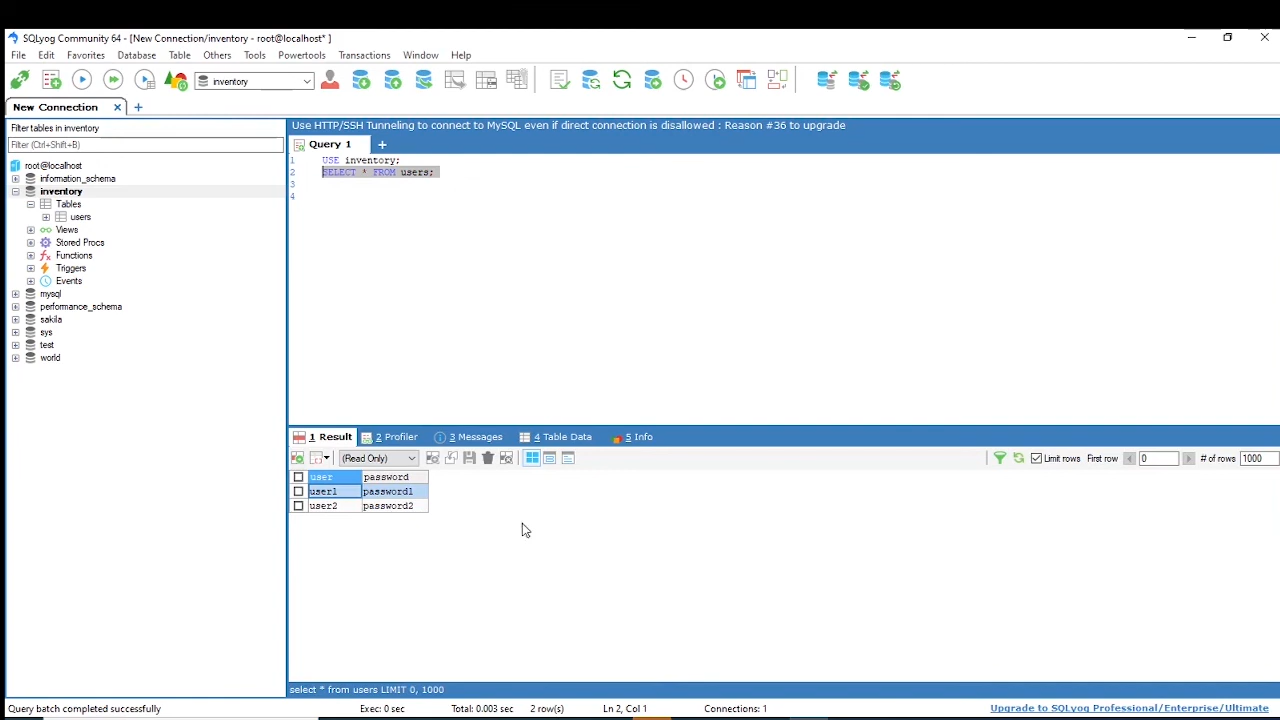 SQLyog Community 64 - [New Connection/inventory - root@localhost* ]
File Edit Favorites Database Table Others Tools Powertools Transactions Window Help
inventory
New Connection
Filter tables in inventory
Filter (Ctrl+Shift+B)
root@localhost
information_schema
inventory
Tables
users
Views
Stored Procs
Functions
Triggers
Events
mysql
performance_schema
sakila
sys
test
world
Use HTTP/SSH Tunneling to connect to MySQL even if direct connection is disallowed : Reason #36 to upgrade
Query 1
1 USE inventory;
2 SELECT * FROM users;
3
4
1 Result 2 Profiler 3 Messages 4 Table Data 5 Info
(Read Only) Limit rows First row 0 # of rows 1000
user password
user1 password1
user2 password2
select * from users LIMIT 0, 1000
Query batch completed successfully Exec: 0 sec Total: 0.003 sec 2 row(s) Ln 2, Col 1 Connections: 1 Upgrade to SQLyog Professional/Enterprise/Ultimate